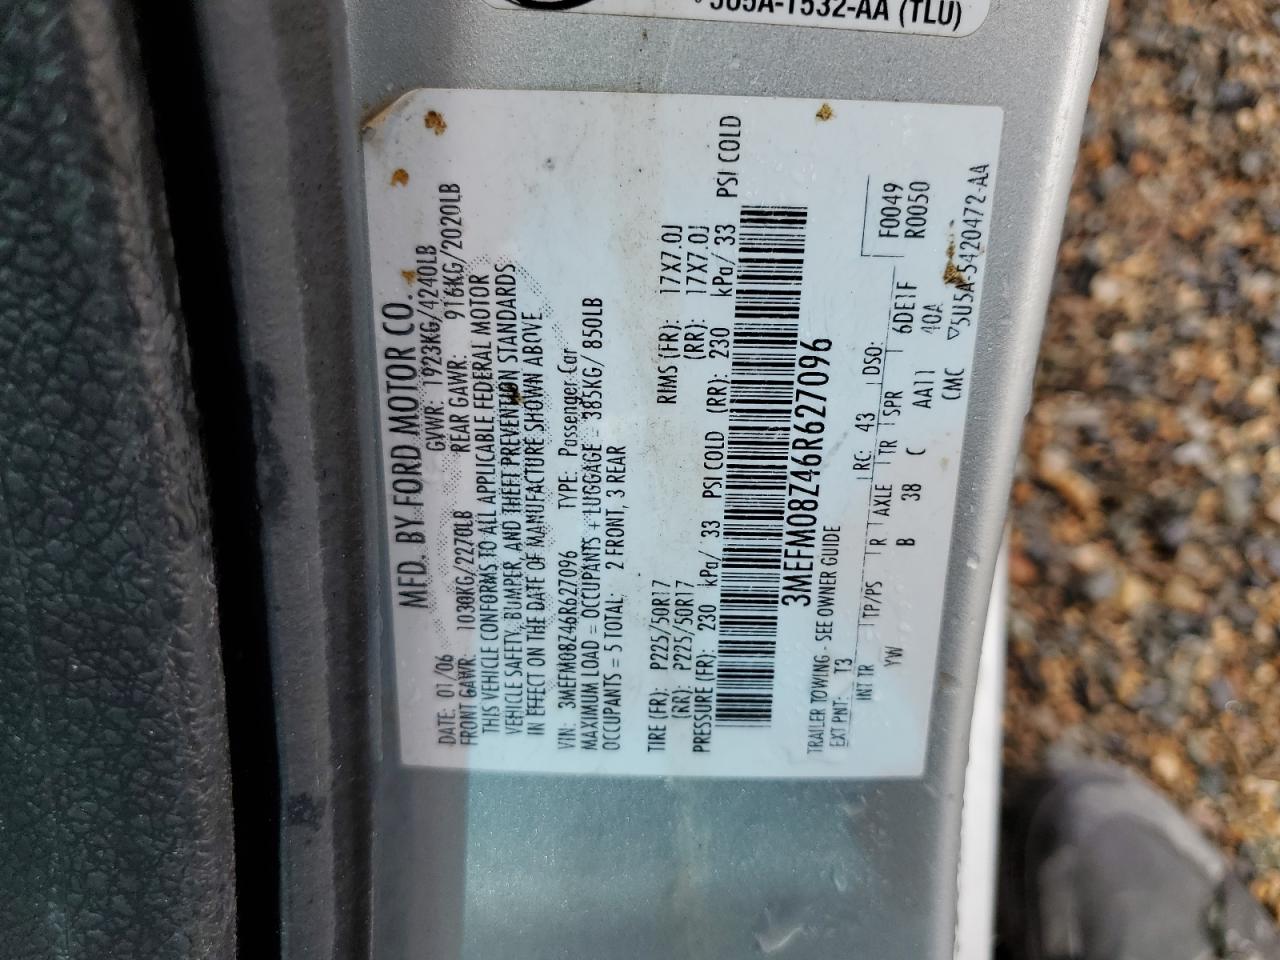 5U5A-1532-AA (TLU)
MFD. BY FORD MOTOR CO.
DATE: 01/06 GVWR: 1923KG/4240LB
FRONT GAWR: 1030KG/2270LB REAR GAWR: 916KG/2020LB
THIS VEHICLE CONFORMS TO ALL APPLICABLE FEDERAL MOTOR
VEHICLE SAFETY, BUMPER, AND THEFT PREVENTION STANDARDS
IN EFFECT ON THE DATE OF MANUFACTURE SHOWN ABOVE
VIN: 3MEFM08Z46R627096 TYPE: Passenger Car
MAXIMUM LOAD = OCCUPANTS + LUGGAGE = 385KG/ 850LB
OCCUPANTS = 5 TOTAL; 2 FRONT, 3 REAR
TIRE (FR): P225/50R17 RIMS (FR): 17X7.0J
(RR): P225/50R17 (RR): 17X7.0J
PRESSURE (FR): 230 kPa/ 33 PSI COLD (RR): 230 kPa/ 33 PSI COLD
3MEFM08Z46R627096
TRAILER TOWING - SEE OWNER GUIDE
EXT PNT: T3 RC: 43 DSO: F0049
R0050
INT TR TP/PS R AXLE TR SPR 6DE1F
YW B 38 C AA11 40A
CMC ▽5U5A-5420472-AA